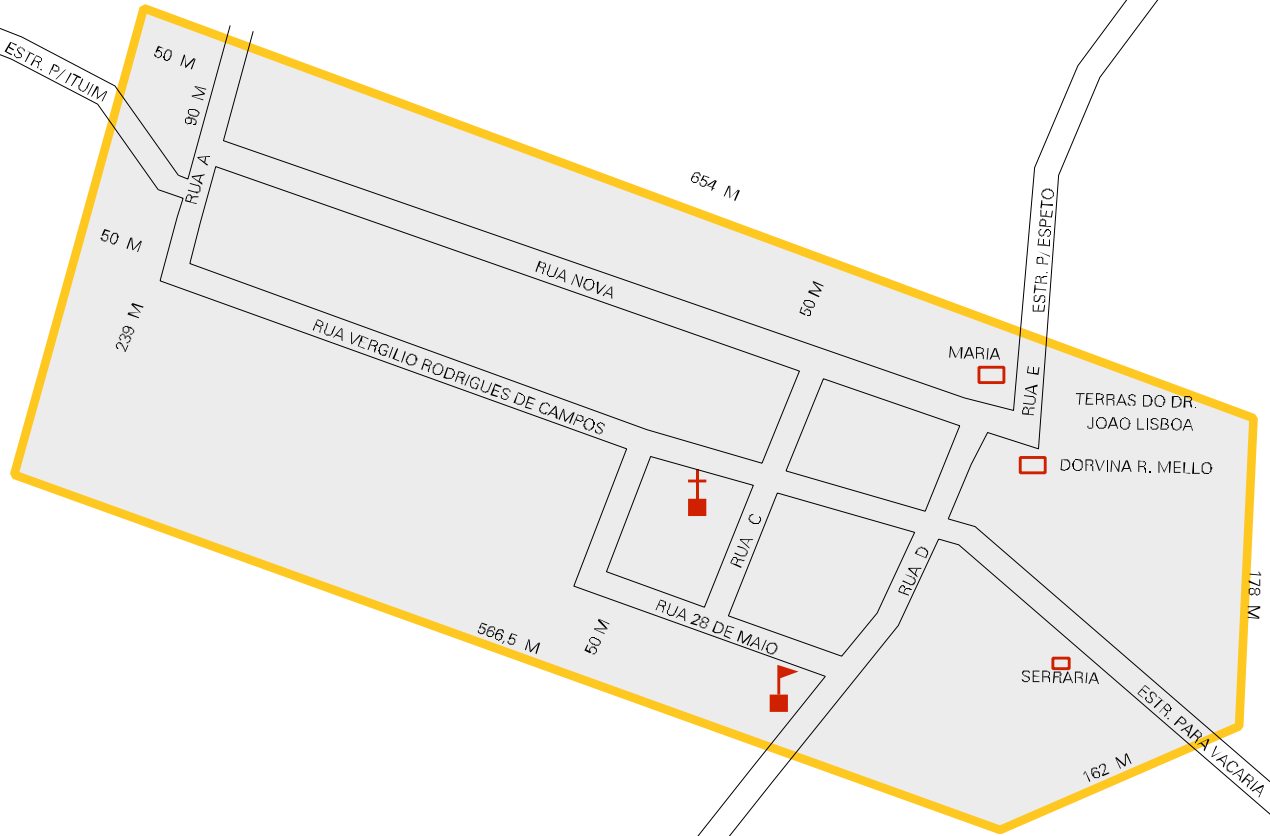 50 M
ESTR. P/ ITUIM
90 M
RUA A
654 M
50 M
RUA NOVA
50 M
ESTR. P/ ESPETO
239 M
RUA VERGILIO RODRIGUES DE CAMPOS
MARIA
RUA E
TERRAS DO DR.
JOAO LISBOA
DORVINA R. MELLO
RUA C
RUA D
178 M
RUA 28 DE MAIO
566,5 M
50 M
SERRARIA
ESTR. PARA VACARIA
162 M